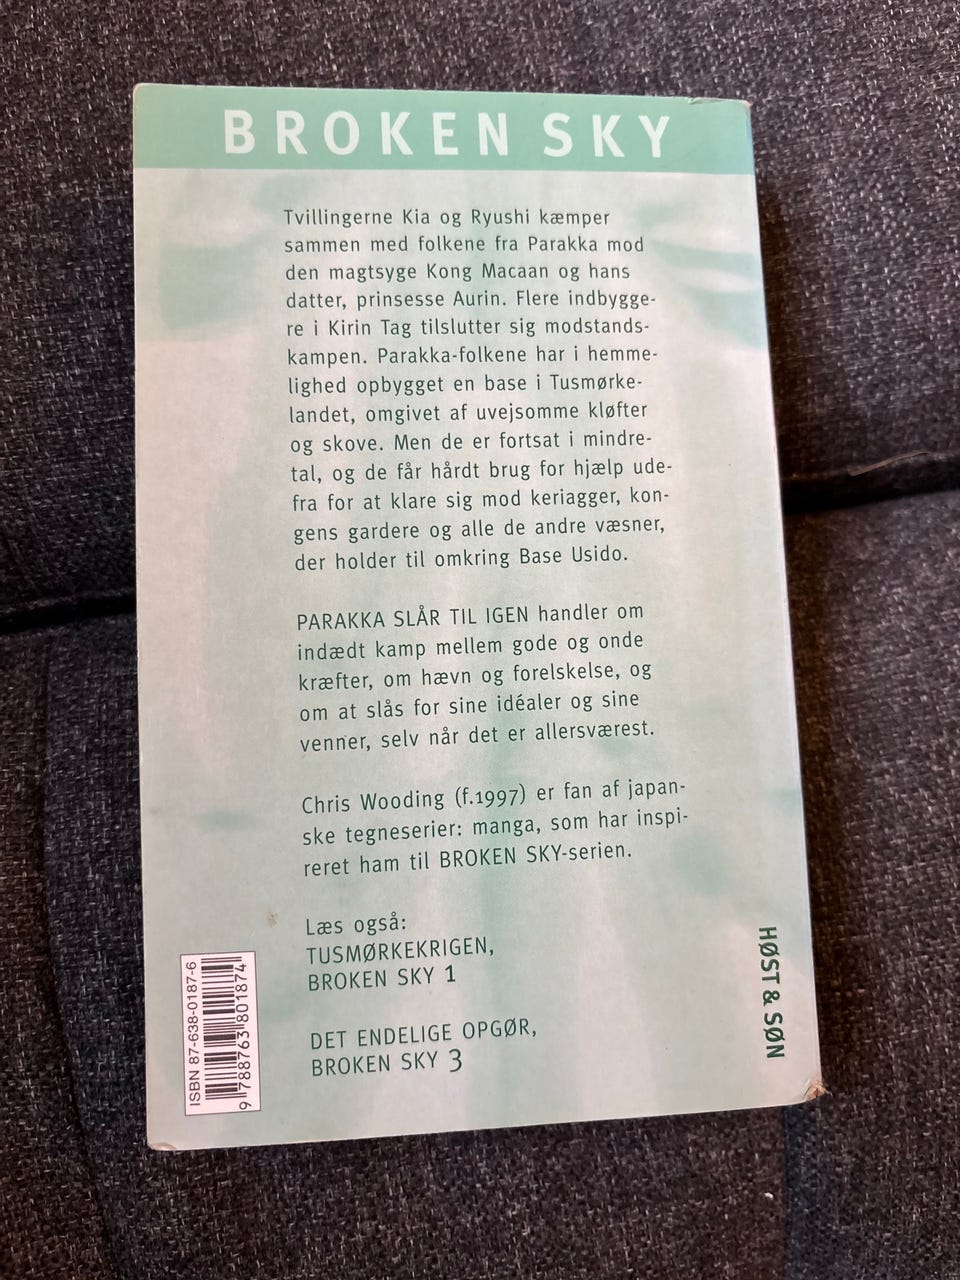 BROKEN SKY
Tvillingerne Kia og Ryushi kæmper
sammen med folkene fra Parakka mod
den magtsyge Kong Macaan og hans
datter, prinsesse Aurin. Flere indbygge-
re i Kirin Tag tilslutter sig modstands-
kampen. Parakka-folkene har i hemme-
lighed opbygget en base i Tusmørke-
landet, omgivet af uvejsomme kløfter
og skove. Men de er fortsat i mindre-
tal, og de får hårdt brug for hjælp ude-
fra for at klare sig mod keriagger, kon-
gens gardere og alle de andre væsner,
der holder til omkring Base Usido.
PARAKKA SLÅR TIL IGEN handler om
indædt kamp mellem gode og onde
kræfter, om hævn og forelskelse, og
om at slås for sine idéaler og sine
venner, selv når det er allersværest.
Chris Wooding (f.1997) er fan af japan-
ske tegneserier: manga, som har inspi-
reret ham til BROKEN SKY-serien.
Læs også:
TUSMØRKEKRIGEN,
BROKEN SKY 1
DET ENDELIGE OPGØR,
BROKEN SKY 3
HØST & SØN
ISBN 87-638-0187-6
9 788763 801874